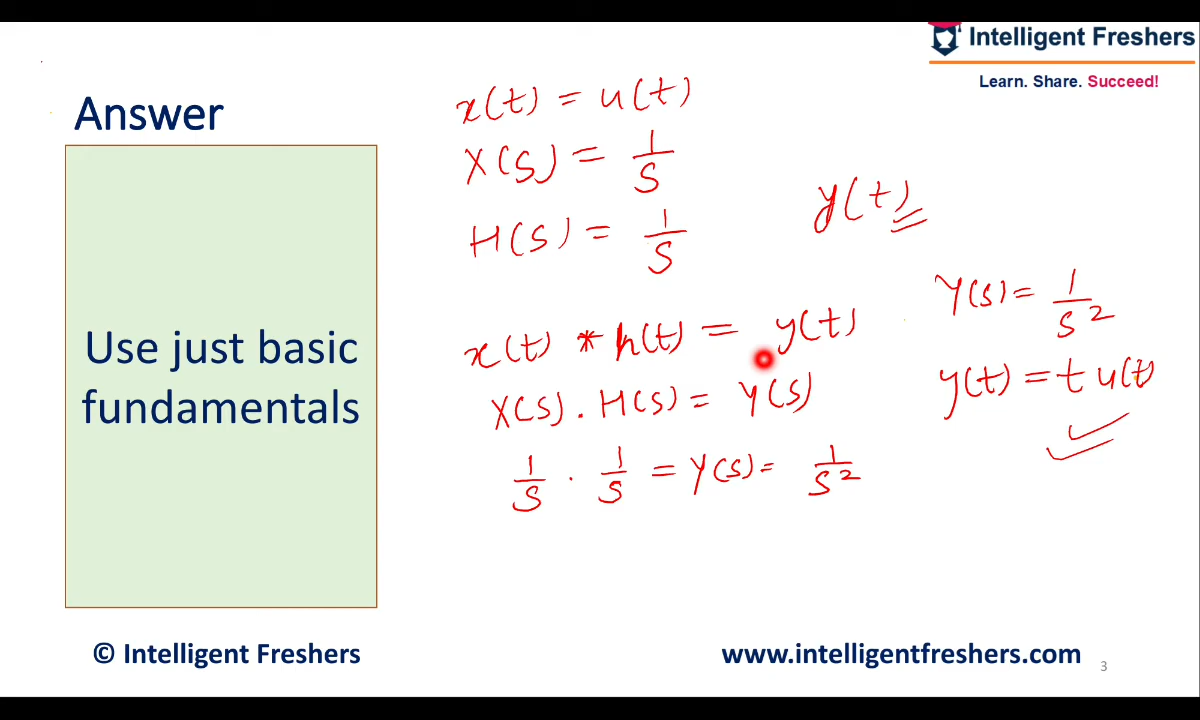 Intelligent Freshers
Learn. Share. Succeed!
Answer
Use just basic
fundamentals
x(t) = u(t)
X(S) = 1/S
H(S) = 1/S
y(t)
x(t) * h(t) = y(t)
X(S) . H(S) = Y(S)
1/S . 1/S = Y(S) = 1/S²
Y(S) = 1/S²
y(t) = t u(t)
© Intelligent Freshers
www.intelligentfreshers.com
3